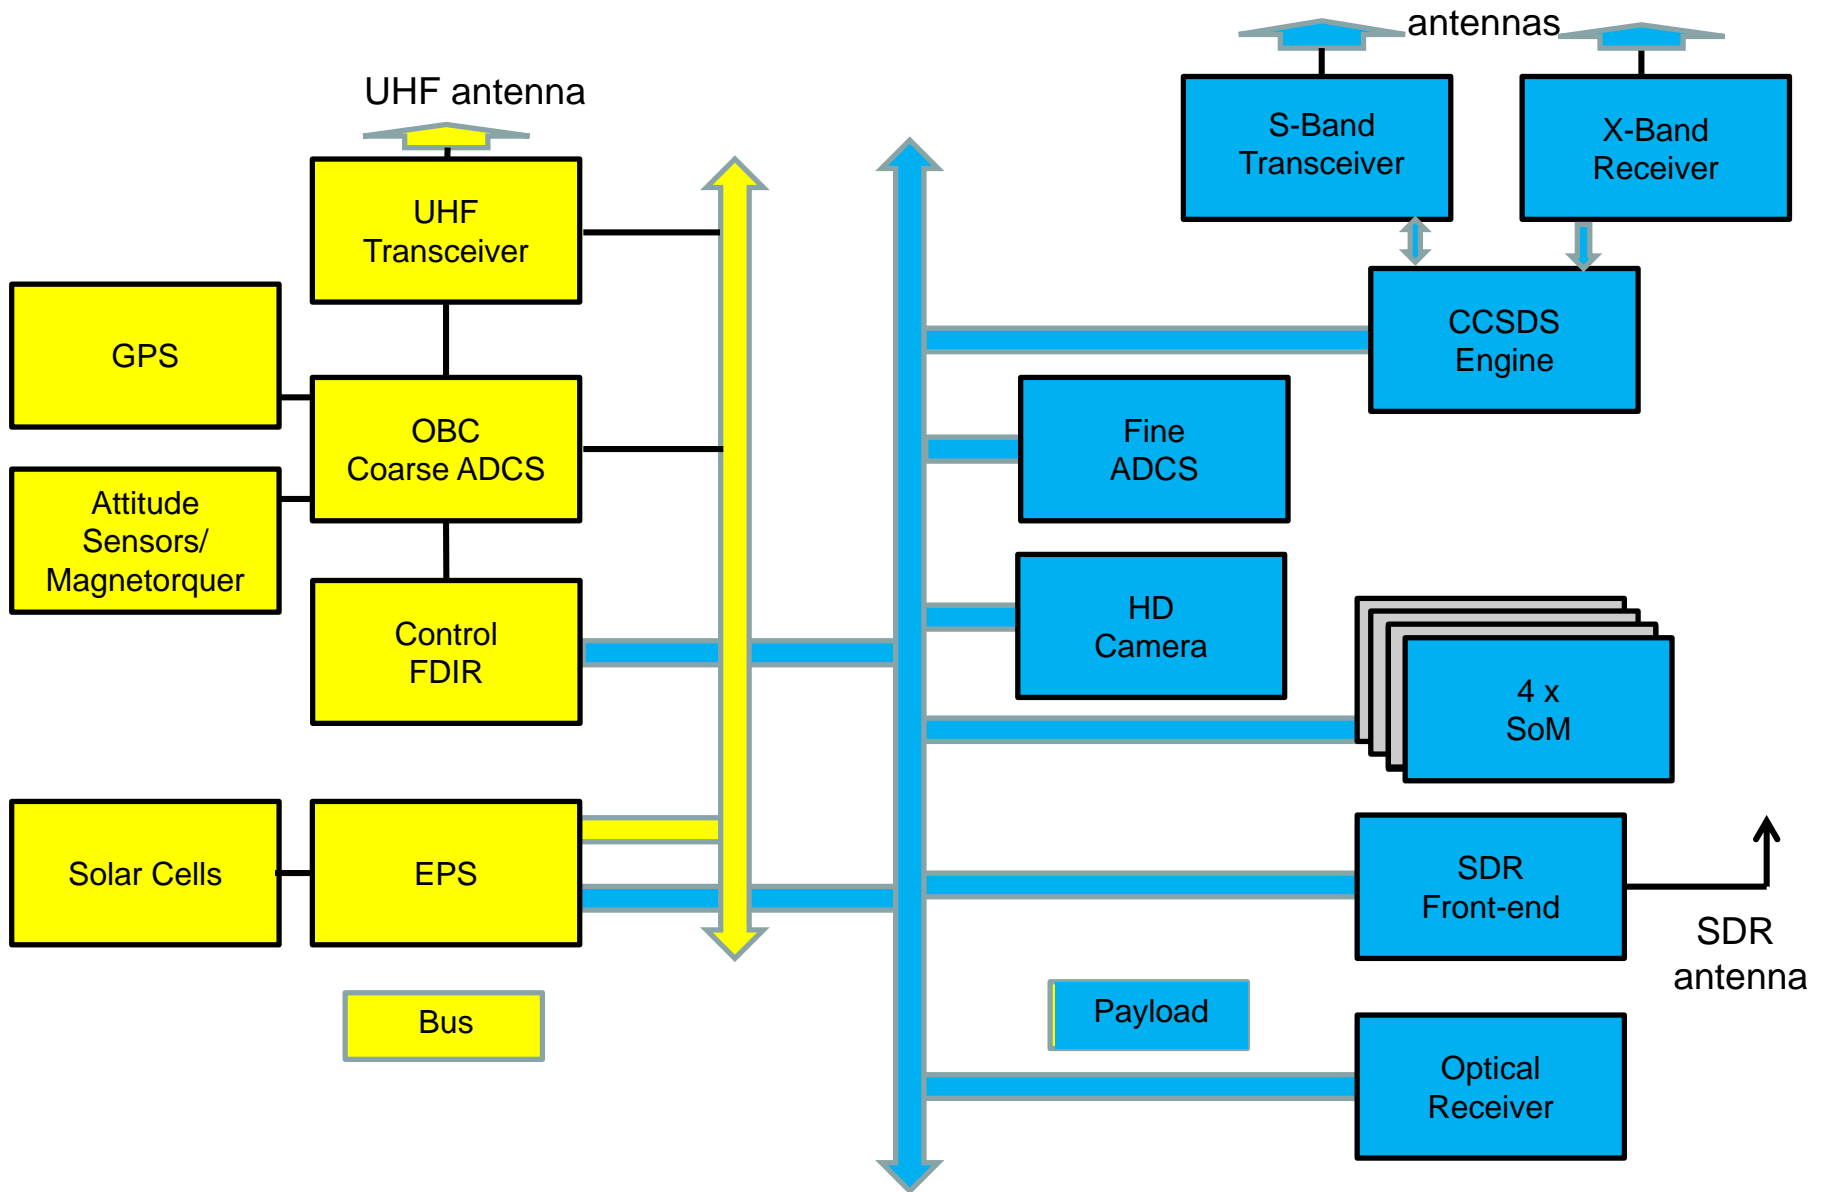 antennas
UHF antenna
S-Band
Transceiver
X-Band
Receiver
UHF
Transceiver
GPS
CCSDS
Engine
OBC
Coarse ADCS
Fine
ADCS
Attitude
Sensors/
Magnetorquer
Control
FDIR
HD
Camera
4 x
SoM
Solar Cells
EPS
SDR
Front-end
SDR
antenna
Bus
Payload
Optical
Receiver